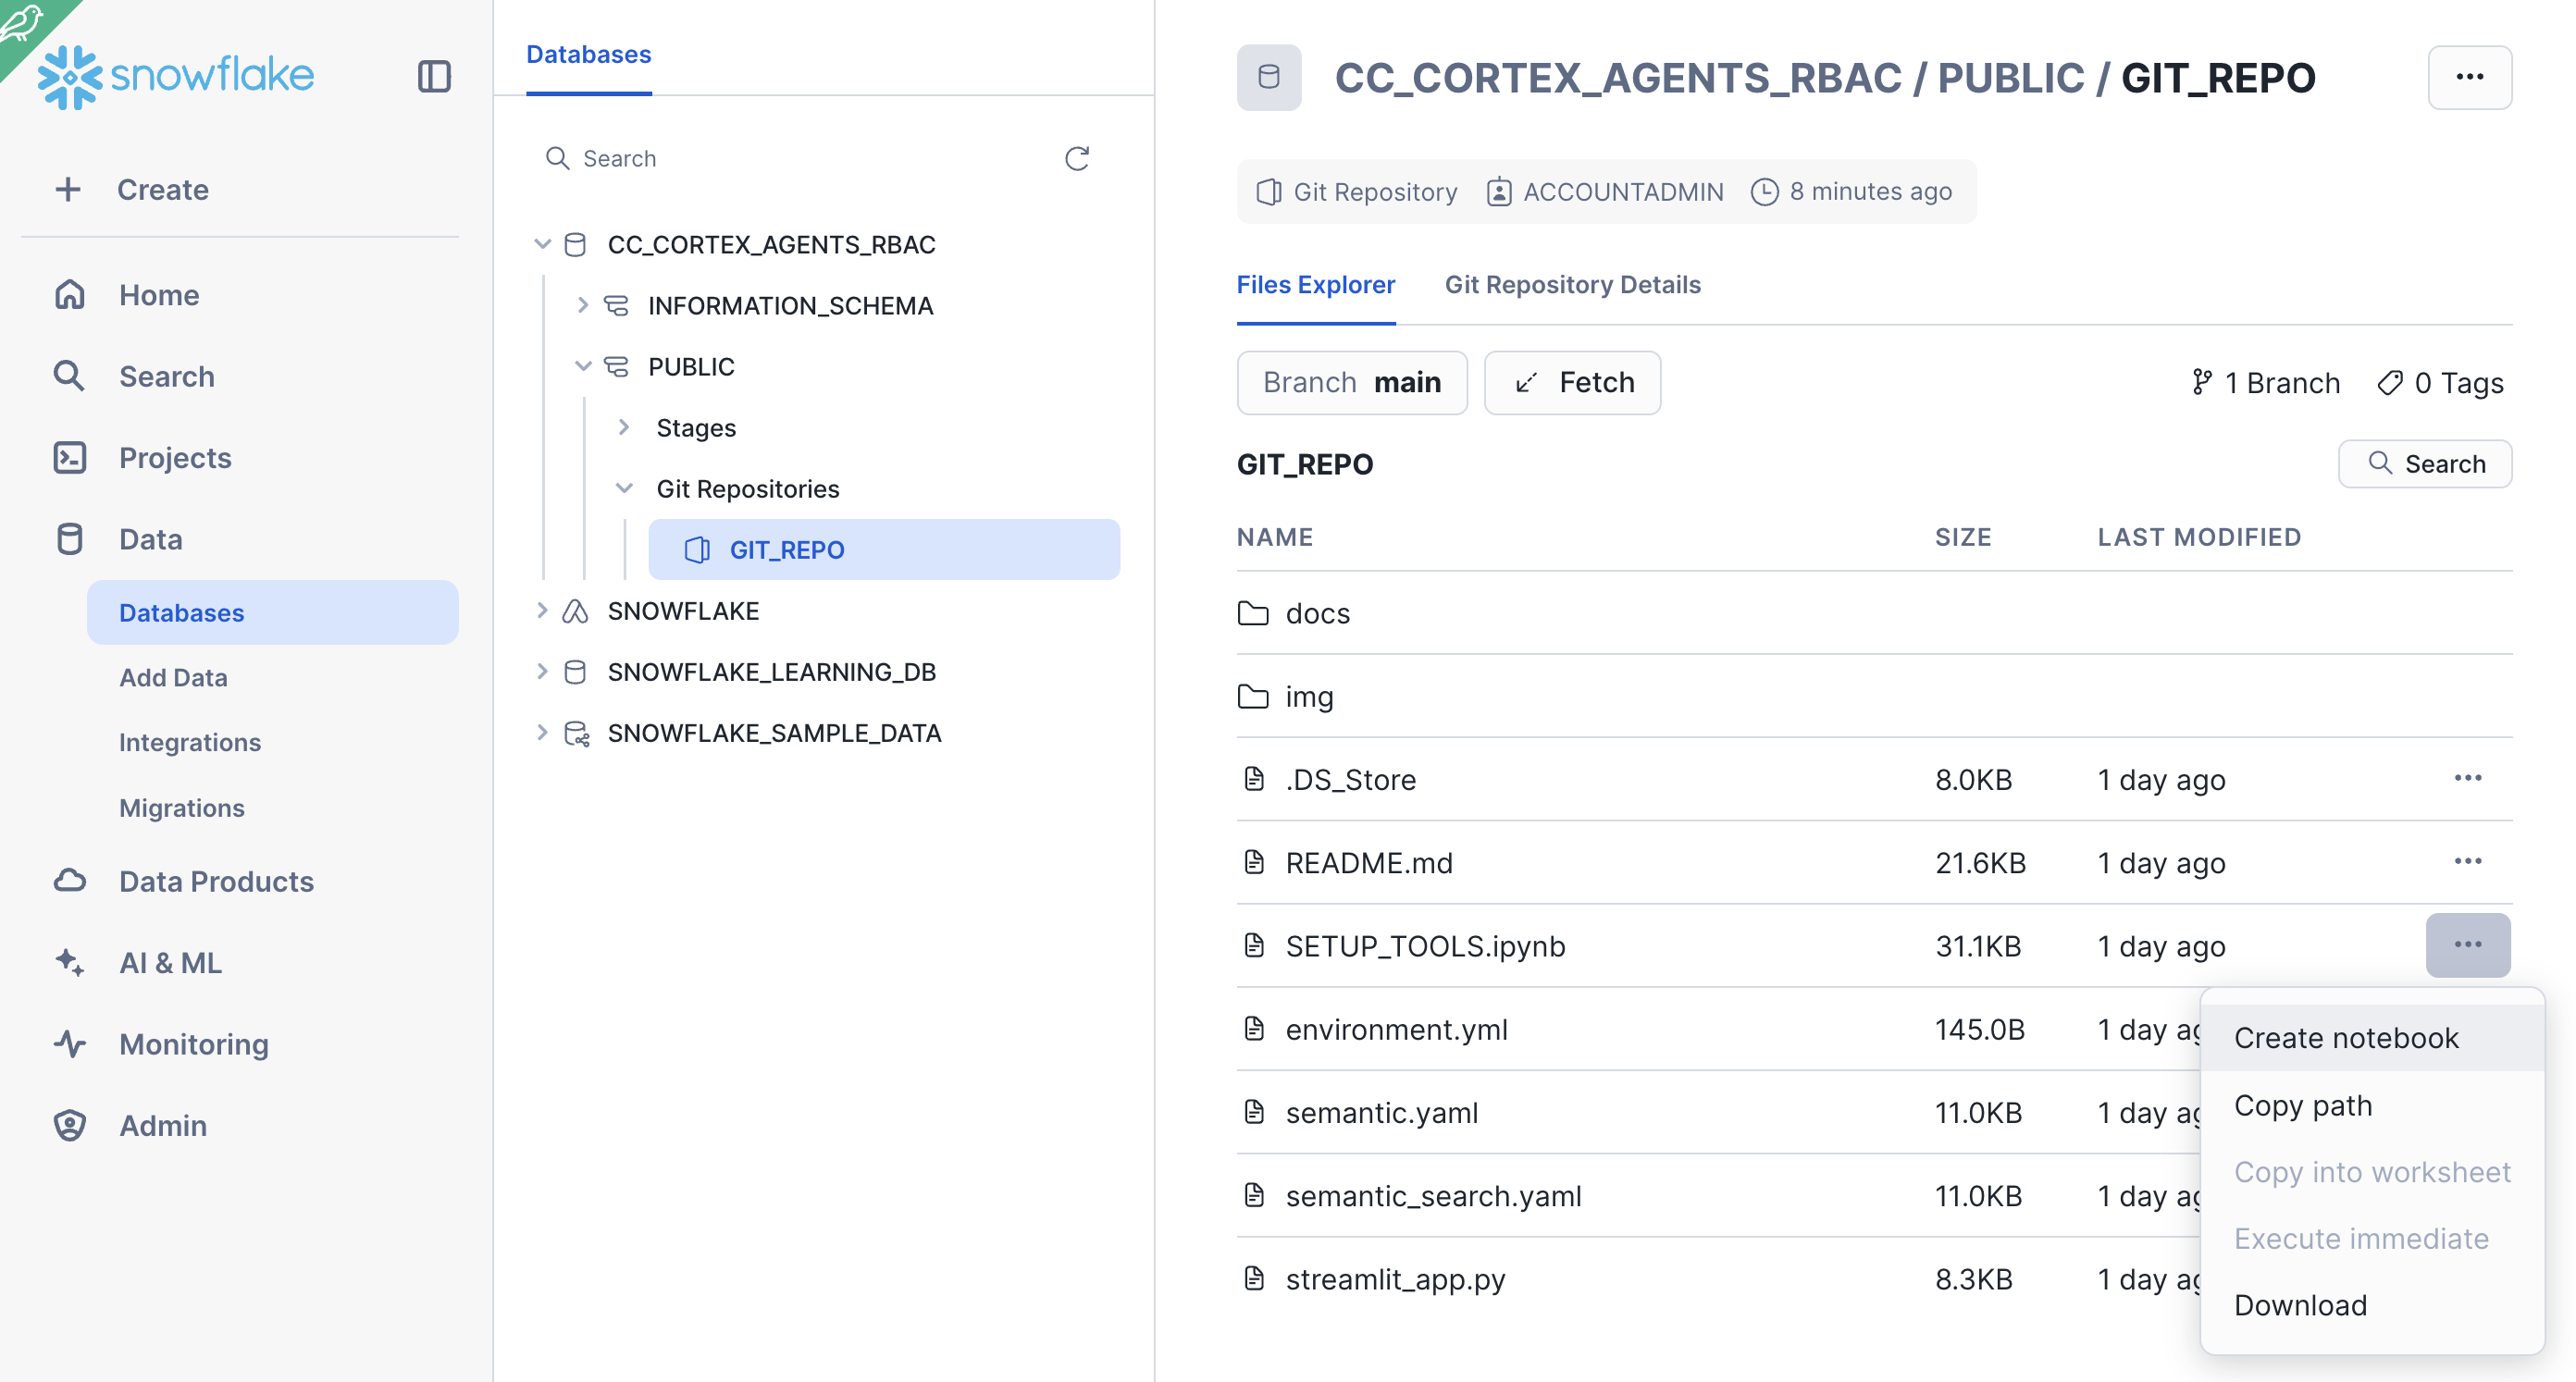 snowflake
Create
Home
Search
Projects
Data
Databases
Add Data
Integrations
Migrations
Data Products
AI & ML
Monitoring
Admin
Databases
Search
CC_CORTEX_AGENTS_RBAC
INFORMATION_SCHEMA
PUBLIC
Stages
Git Repositories
GIT_REPO
SNOWFLAKE
SNOWFLAKE_LEARNING_DB
SNOWFLAKE_SAMPLE_DATA
CC_CORTEX_AGENTS_RBAC / PUBLIC / GIT_REPO
Git Repository ACCOUNTADMIN 8 minutes ago
Files Explorer Git Repository Details
Branch main Fetch 1 Branch 0 Tags
GIT_REPO Search
NAME SIZE LAST MODIFIED
docs
img
.DS_Store 8.0KB 1 day ago
README.md 21.6KB 1 day ago
SETUP_TOOLS.ipynb 31.1KB 1 day ago
environment.yml 145.0B 1 day
semantic.yaml 11.0KB 1 day
semantic_search.yaml 11.0KB 1 day
streamlit_app.py 8.3KB 1 day
Create notebook
Copy path
Copy into worksheet
Execute immediate
Download